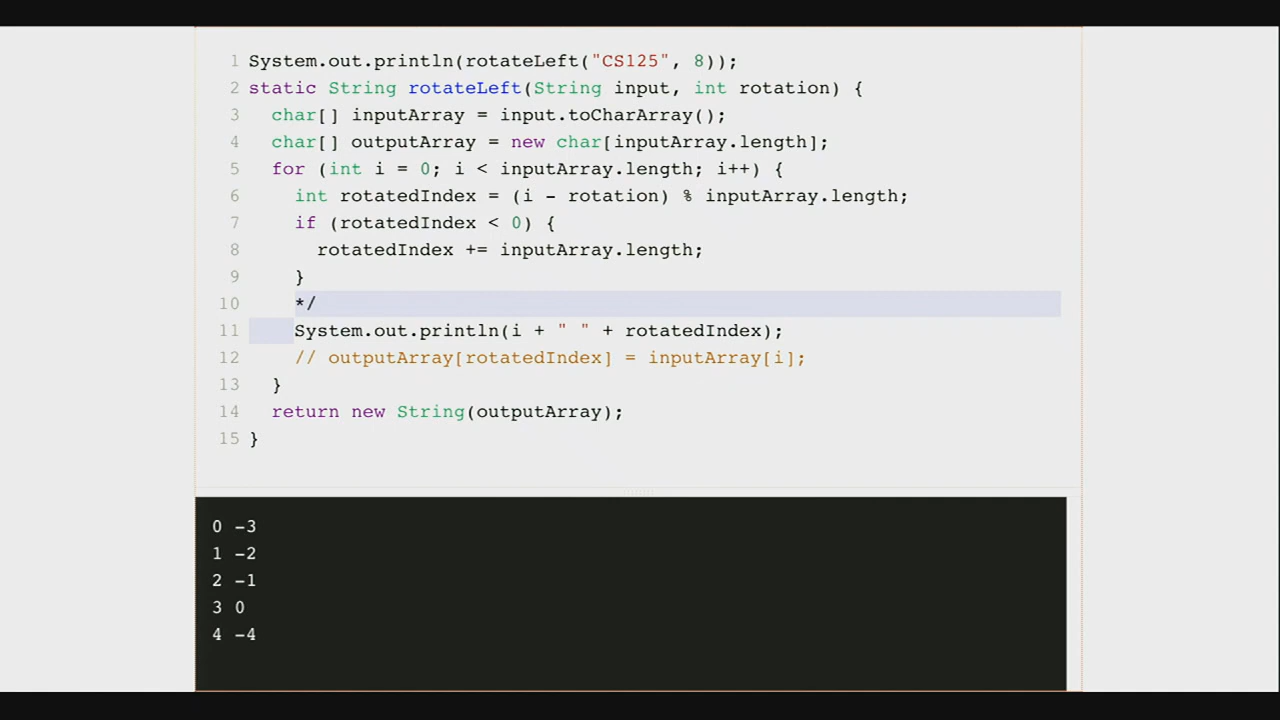 1 System.out.println(rotateLeft("CS125", 8));
2 static String rotateLeft(String input, int rotation) {
3 char[] inputArray = input.toCharArray();
4 char[] outputArray = new char[inputArray.length];
5 for (int i = 0; i < inputArray.length; i++) {
6 int rotatedIndex = (i - rotation) % inputArray.length;
7 if (rotatedIndex < 0) {
8 rotatedIndex += inputArray.length;
9 }
10 */
11 System.out.println(i + " " + rotatedIndex);
12 // outputArray[rotatedIndex] = inputArray[i];
13 }
14 return new String(outputArray);
15 }
0 -3
1 -2
2 -1
3 0
4 -4